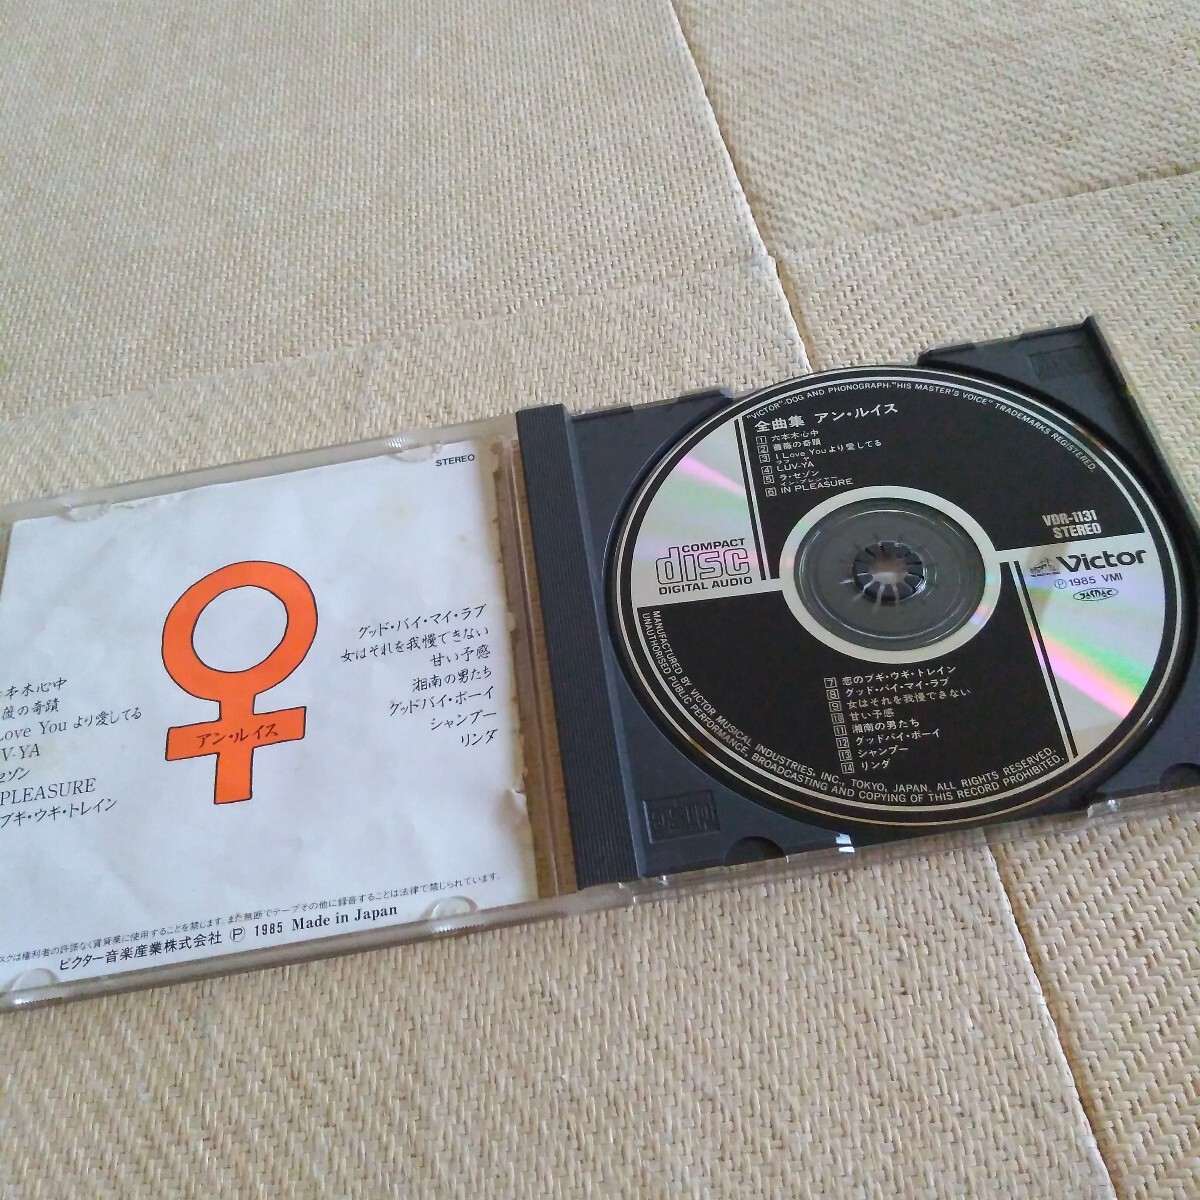 STEREO
本木心中
薇の奇蹟
Love You より愛してる
V-YA
セゾン
PLEASURE
ブギ・ウギ・トレイン
アン・ルイス
グッド・バイ・マイ・ラブ
女はそれを我慢できない
甘い予感
湘南の男たち
グッドバイ・ボーイ
シャンプー
リンダ
スクは権利者の許諾なく賃貸業に使用することを禁じます。また無断でテープその他に録音することは法律で禁じられています。
ビクター音楽産業株式会社 Ⓟ 1985 Made in Japan
"VICTOR"-DOG AND PHONOGRAPH-"HIS MASTER'S VOICE" TRADEMARKS REGISTERED.
全曲集 アン・ルイス
1 六本木心中
2 薔薇の奇蹟
3 I Love You より愛してる
ラブ・ヤ
4 LUV-YA
5 ラ・セゾン
イン・プレジャー
6 IN PLEASURE
VDR-1131
STEREO
COMPACT
disc
DIGITAL AUDIO
Victor
Ⓟ1985 VMI
JASRAC
7 恋のブギ・ウギ・トレイン
8 グッド・バイ・マイ・ラブ
9 女はそれを我慢できない
10 甘い予感
11 湘南の男たち
12 グッドバイ・ボーイ
13 シャンプー
14 リンダ
MANUFACTURED BY VICTOR MUSICAL INDUSTRIES, INC., TOKYO, JAPAN. ALL RIGHTS RESERVED.
UNAUTHORISED PUBLIC PERFORMANCE, BROADCASTING AND COPYING OF THIS RECORD PROHIBITED.
disc